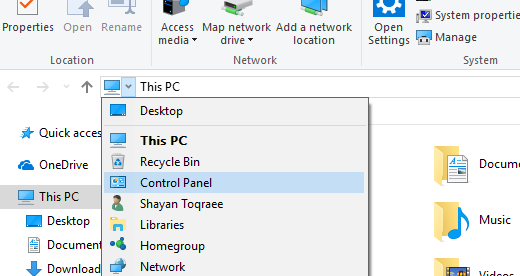 Properties
Open
Rename
Access
media
Map network
drive
Add a network
location
Open
Settings
System propertie
Manage
Location
Network
System
This PC
Desktop
This PC
Recycle Bin
Control Panel
Shayan Toqraee
Libraries
Homegroup
Network
Quick acces
OneDrive
This PC
Desktop
Document
Download
Docume
Music
Videos